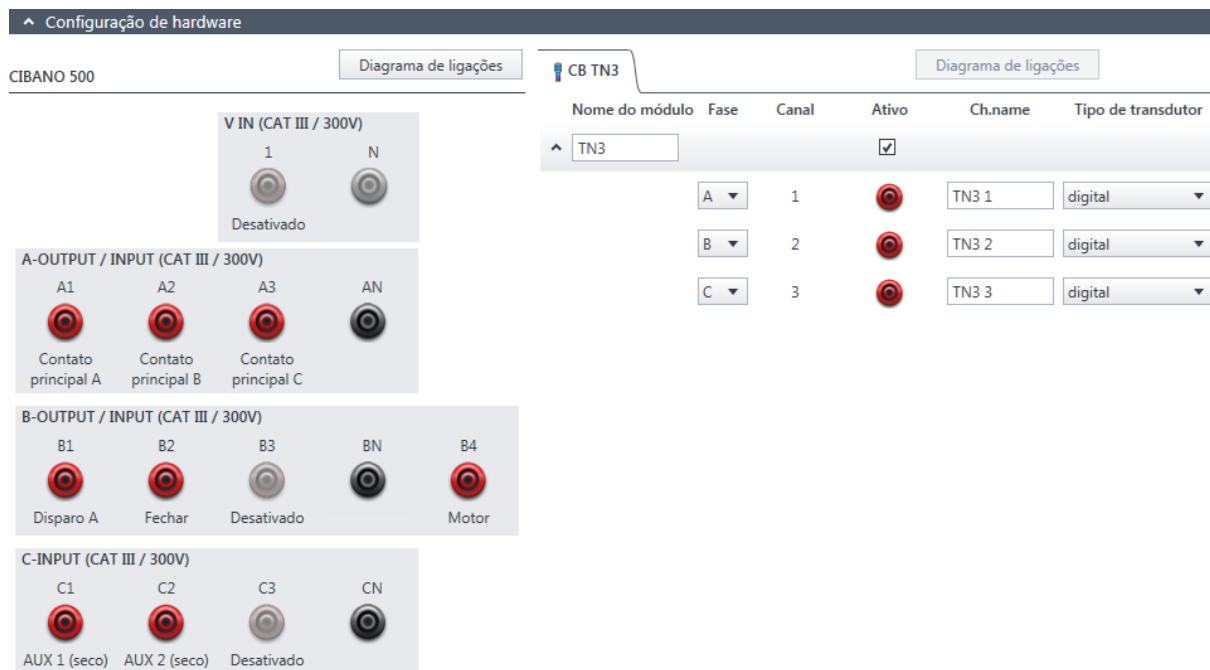 Configuração de hardware
CIBANO 500
Diagrama de ligações
V IN (CAT III / 300V)
1 N
Desativado
A-OUTPUT / INPUT (CAT III / 300V)
A1 A2 A3 AN
Contato Contato Contato
principal A principal B principal C
B-OUTPUT / INPUT (CAT III / 300V)
B1 B2 B3 BN B4
Disparo A Fechar Desativado Motor
C-INPUT (CAT III / 300V)
C1 C2 C3 CN
AUX 1 (seco) AUX 2 (seco) Desativado
CB TN3
Diagrama de ligações
Nome do módulo Fase Canal Ativo Ch.name Tipo de transdutor
TN3
A 1 TN3 1 digital
B 2 TN3 2 digital
C 3 TN3 3 digital